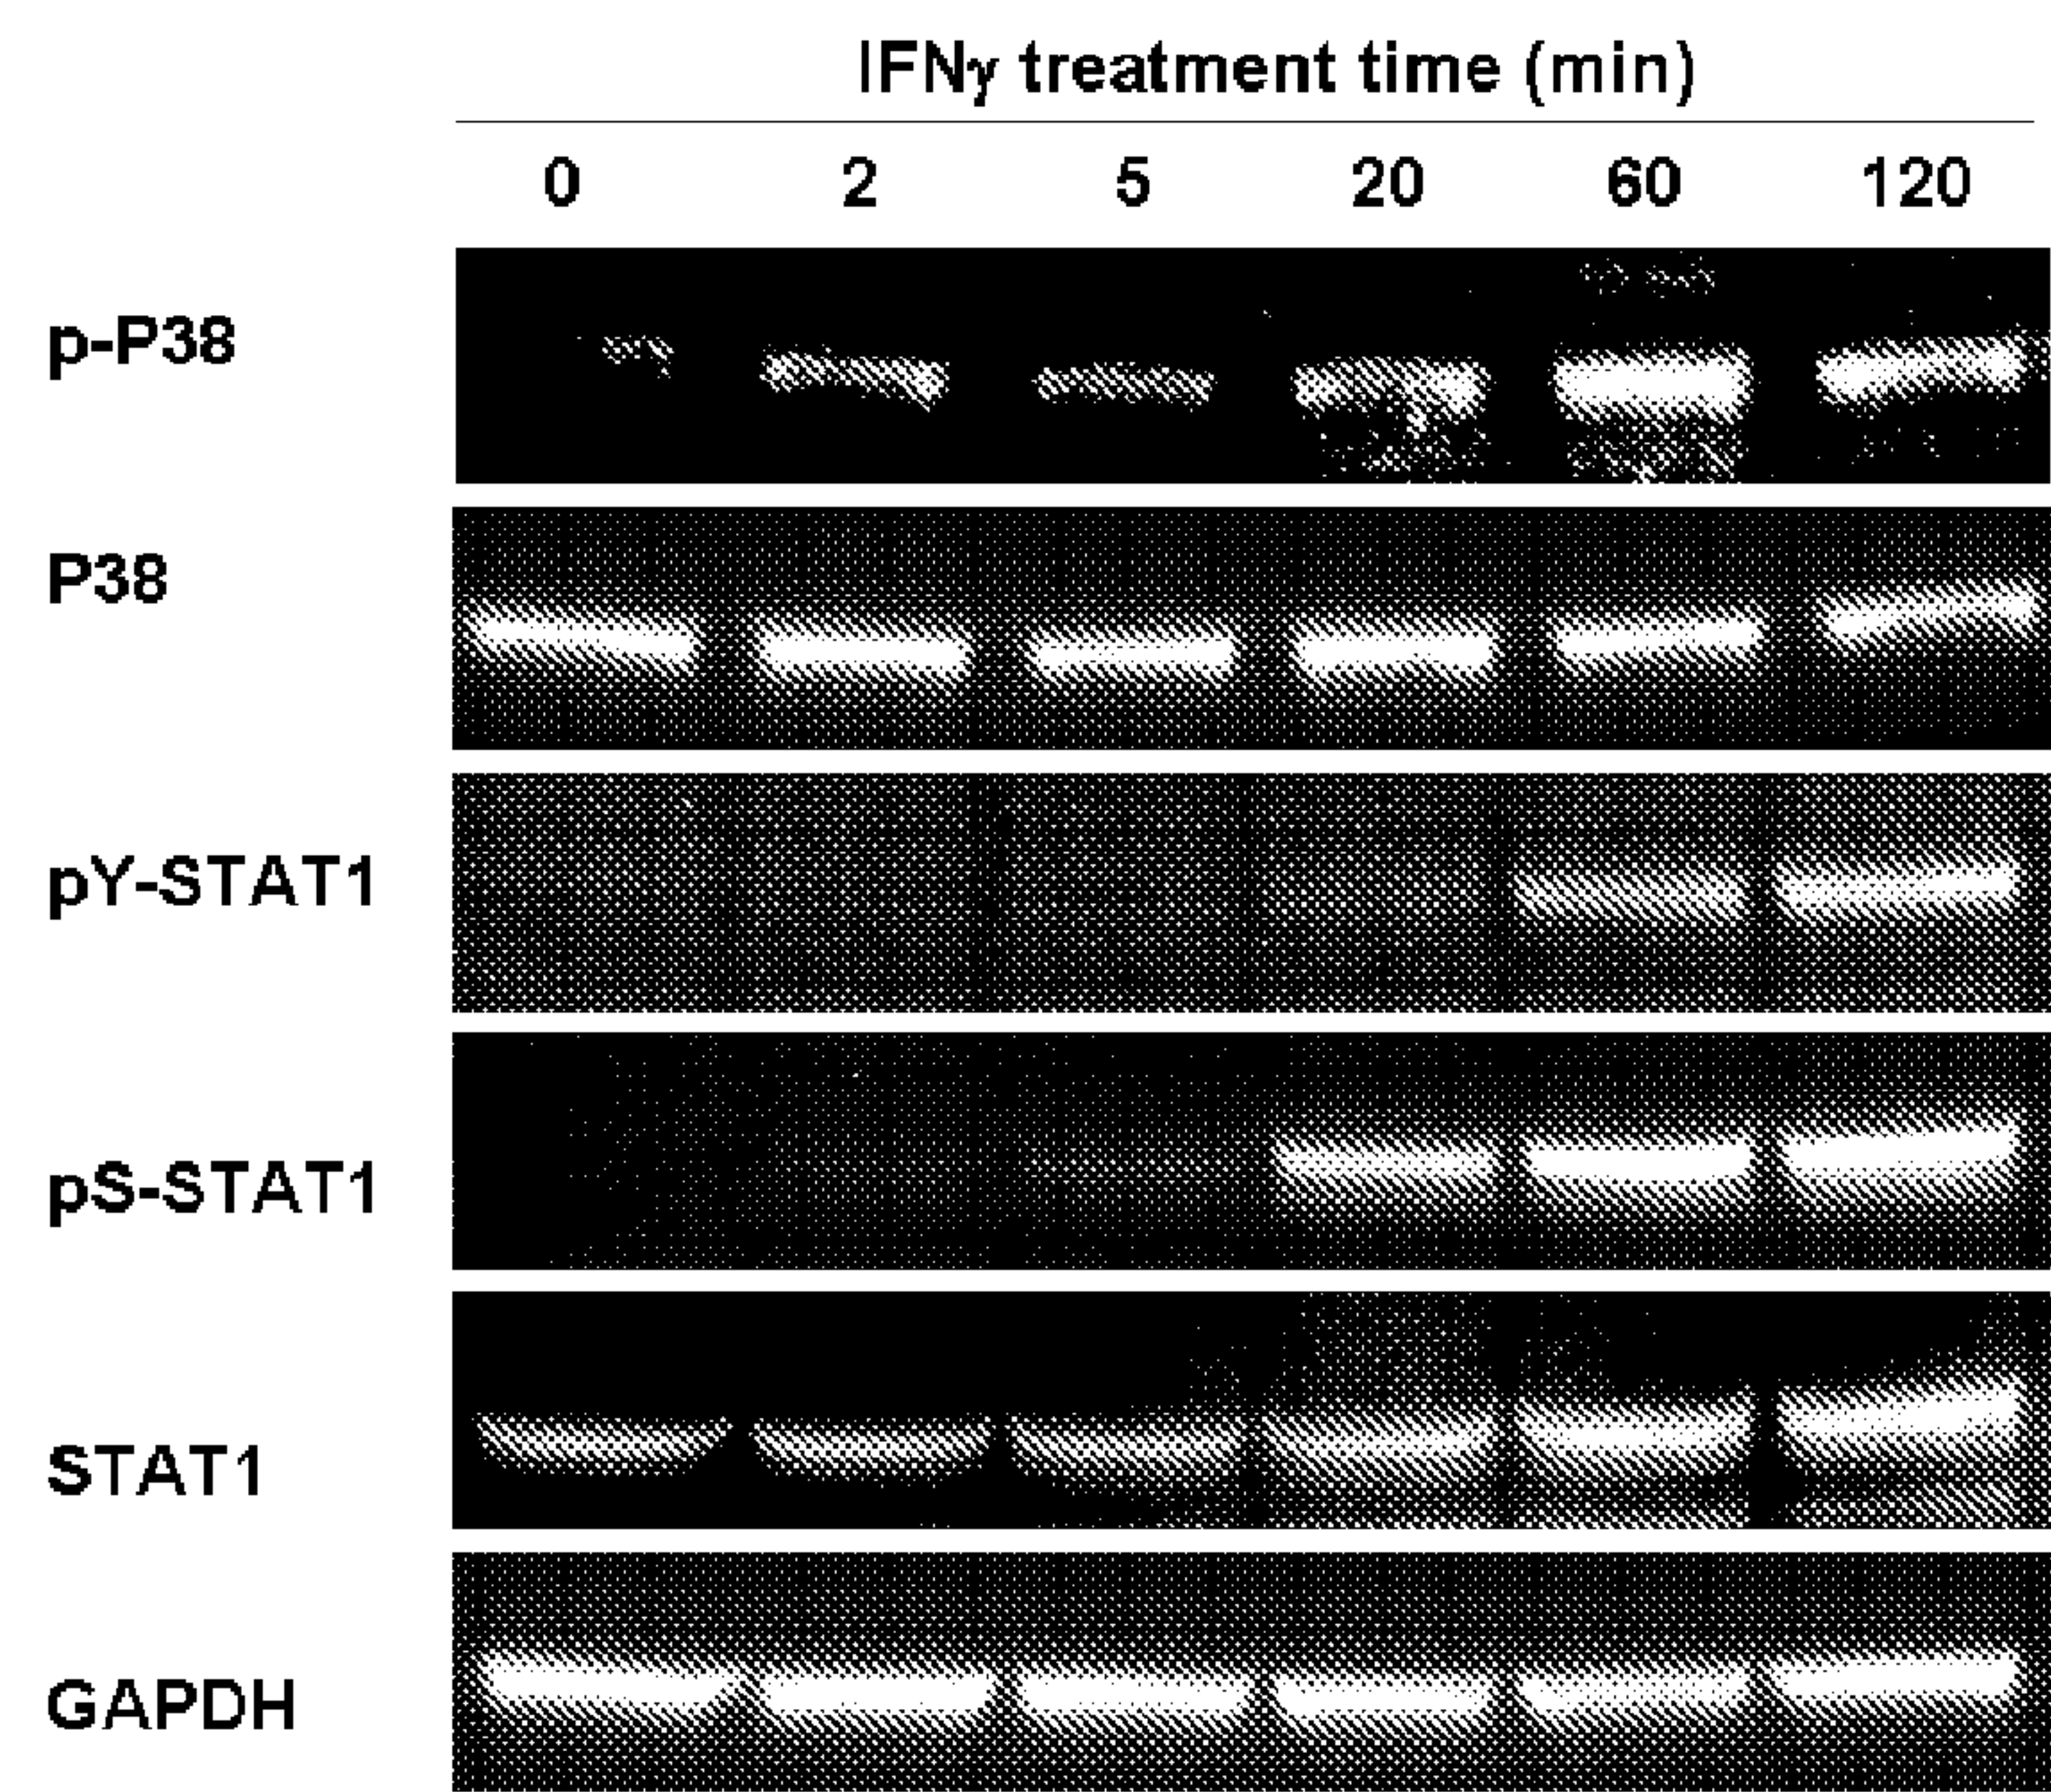 IFNγ treatment time (min)
0 2 5 20 60 120
p-P38
P38
pY-STAT1
pS-STAT1
STAT1
GAPDH